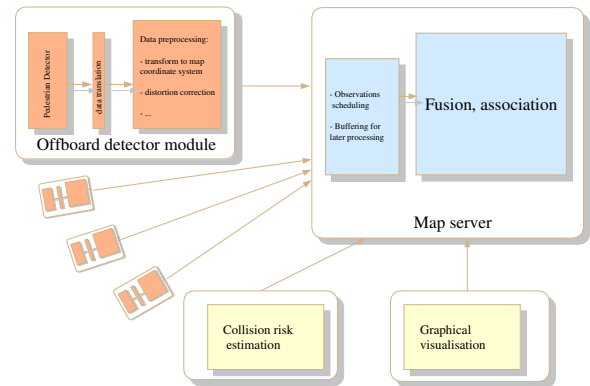 Pedestrian Detector
data translation
Data preprocessing:
- transform to map
coordinate system
- distortion correction
- ...
Offboard detector module
- Observations
scheduling
- Buffering for
later processing
Fusion, association
Map server
Collision risk
estimation
Graphical
visualisation